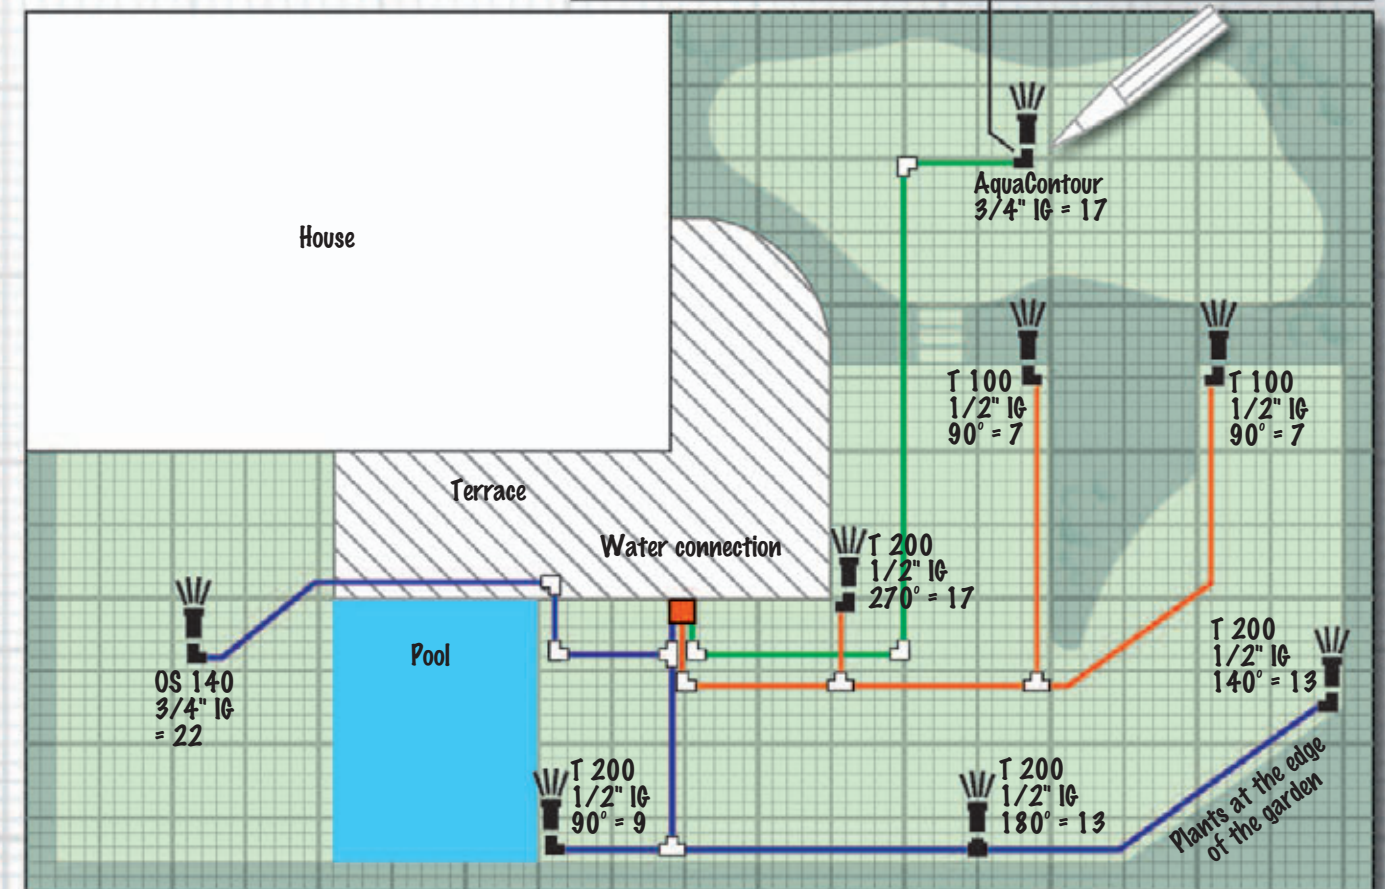 AquaContour
3/4" IG = 17
House
T 100
1/2" IG
90° = 7
T 100
1/2" IG
90° = 7
Terrace
Water connection
T 200
1/2" IG
270° = 17
Pool
T 200
1/2" IG
140° = 13
OS 140
3/4" IG
= 22
T 200
1/2" IG
90° = 9
T 200
1/2" IG
180° = 13
Plants at the edge
of the garden